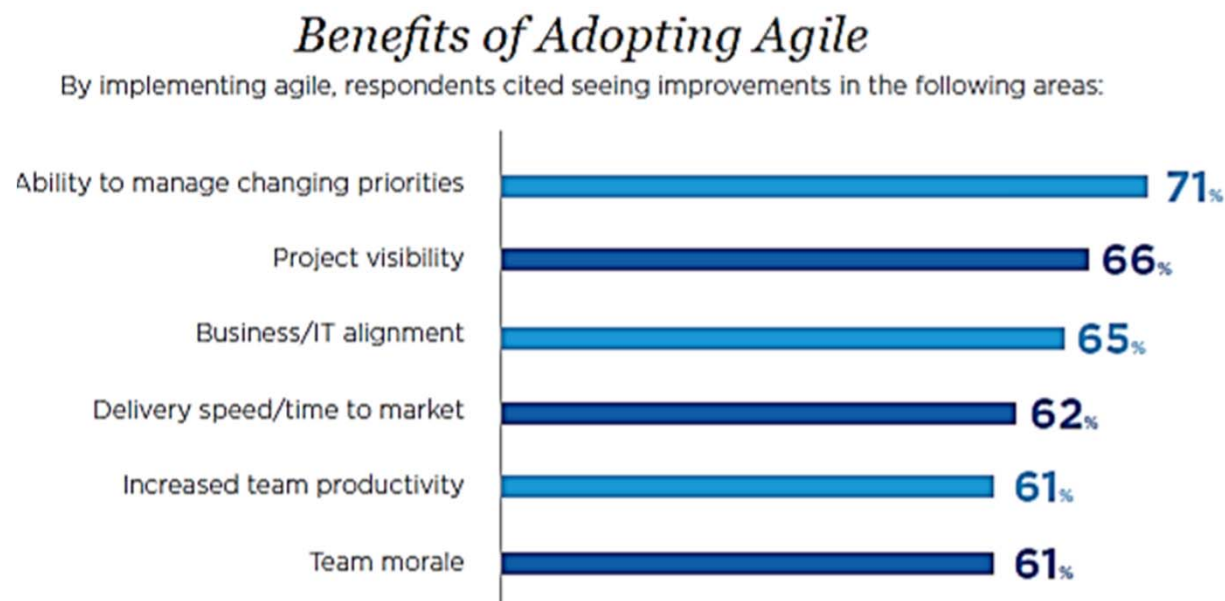 Benefits of Adopting Agile
By implementing agile, respondents cited seeing improvements in the following areas:
Ability to manage changing priorities 71%
Project visibility 66%
Business/IT alignment 65%
Delivery speed/time to market 62%
Increased team productivity 61%
Team morale 61%